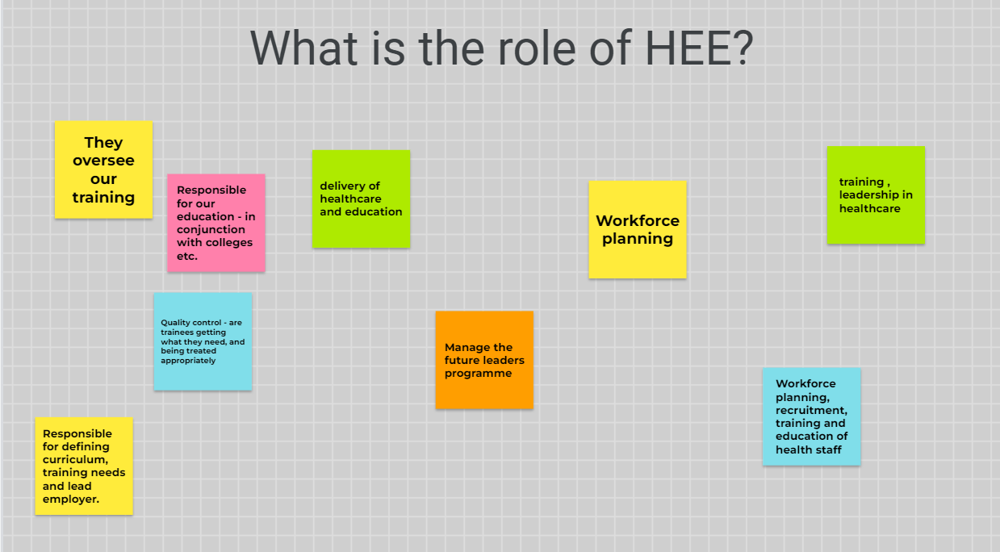 What is the role of HEE?
They
oversee
our
training
Responsible
for our
education - in
conjunction
with colleges
etc.
delivery of
healthcare
and education
Workforce
planning
training ,
leadership in
healthcare
Quality control - are
trainees getting
what they need, and
being treated
appropriately
Manage the
future leaders
programme
Workforce
planning,
recruitment,
training and
education of
health staff
Responsible
for defining
curriculum,
training needs
and lead
employer.